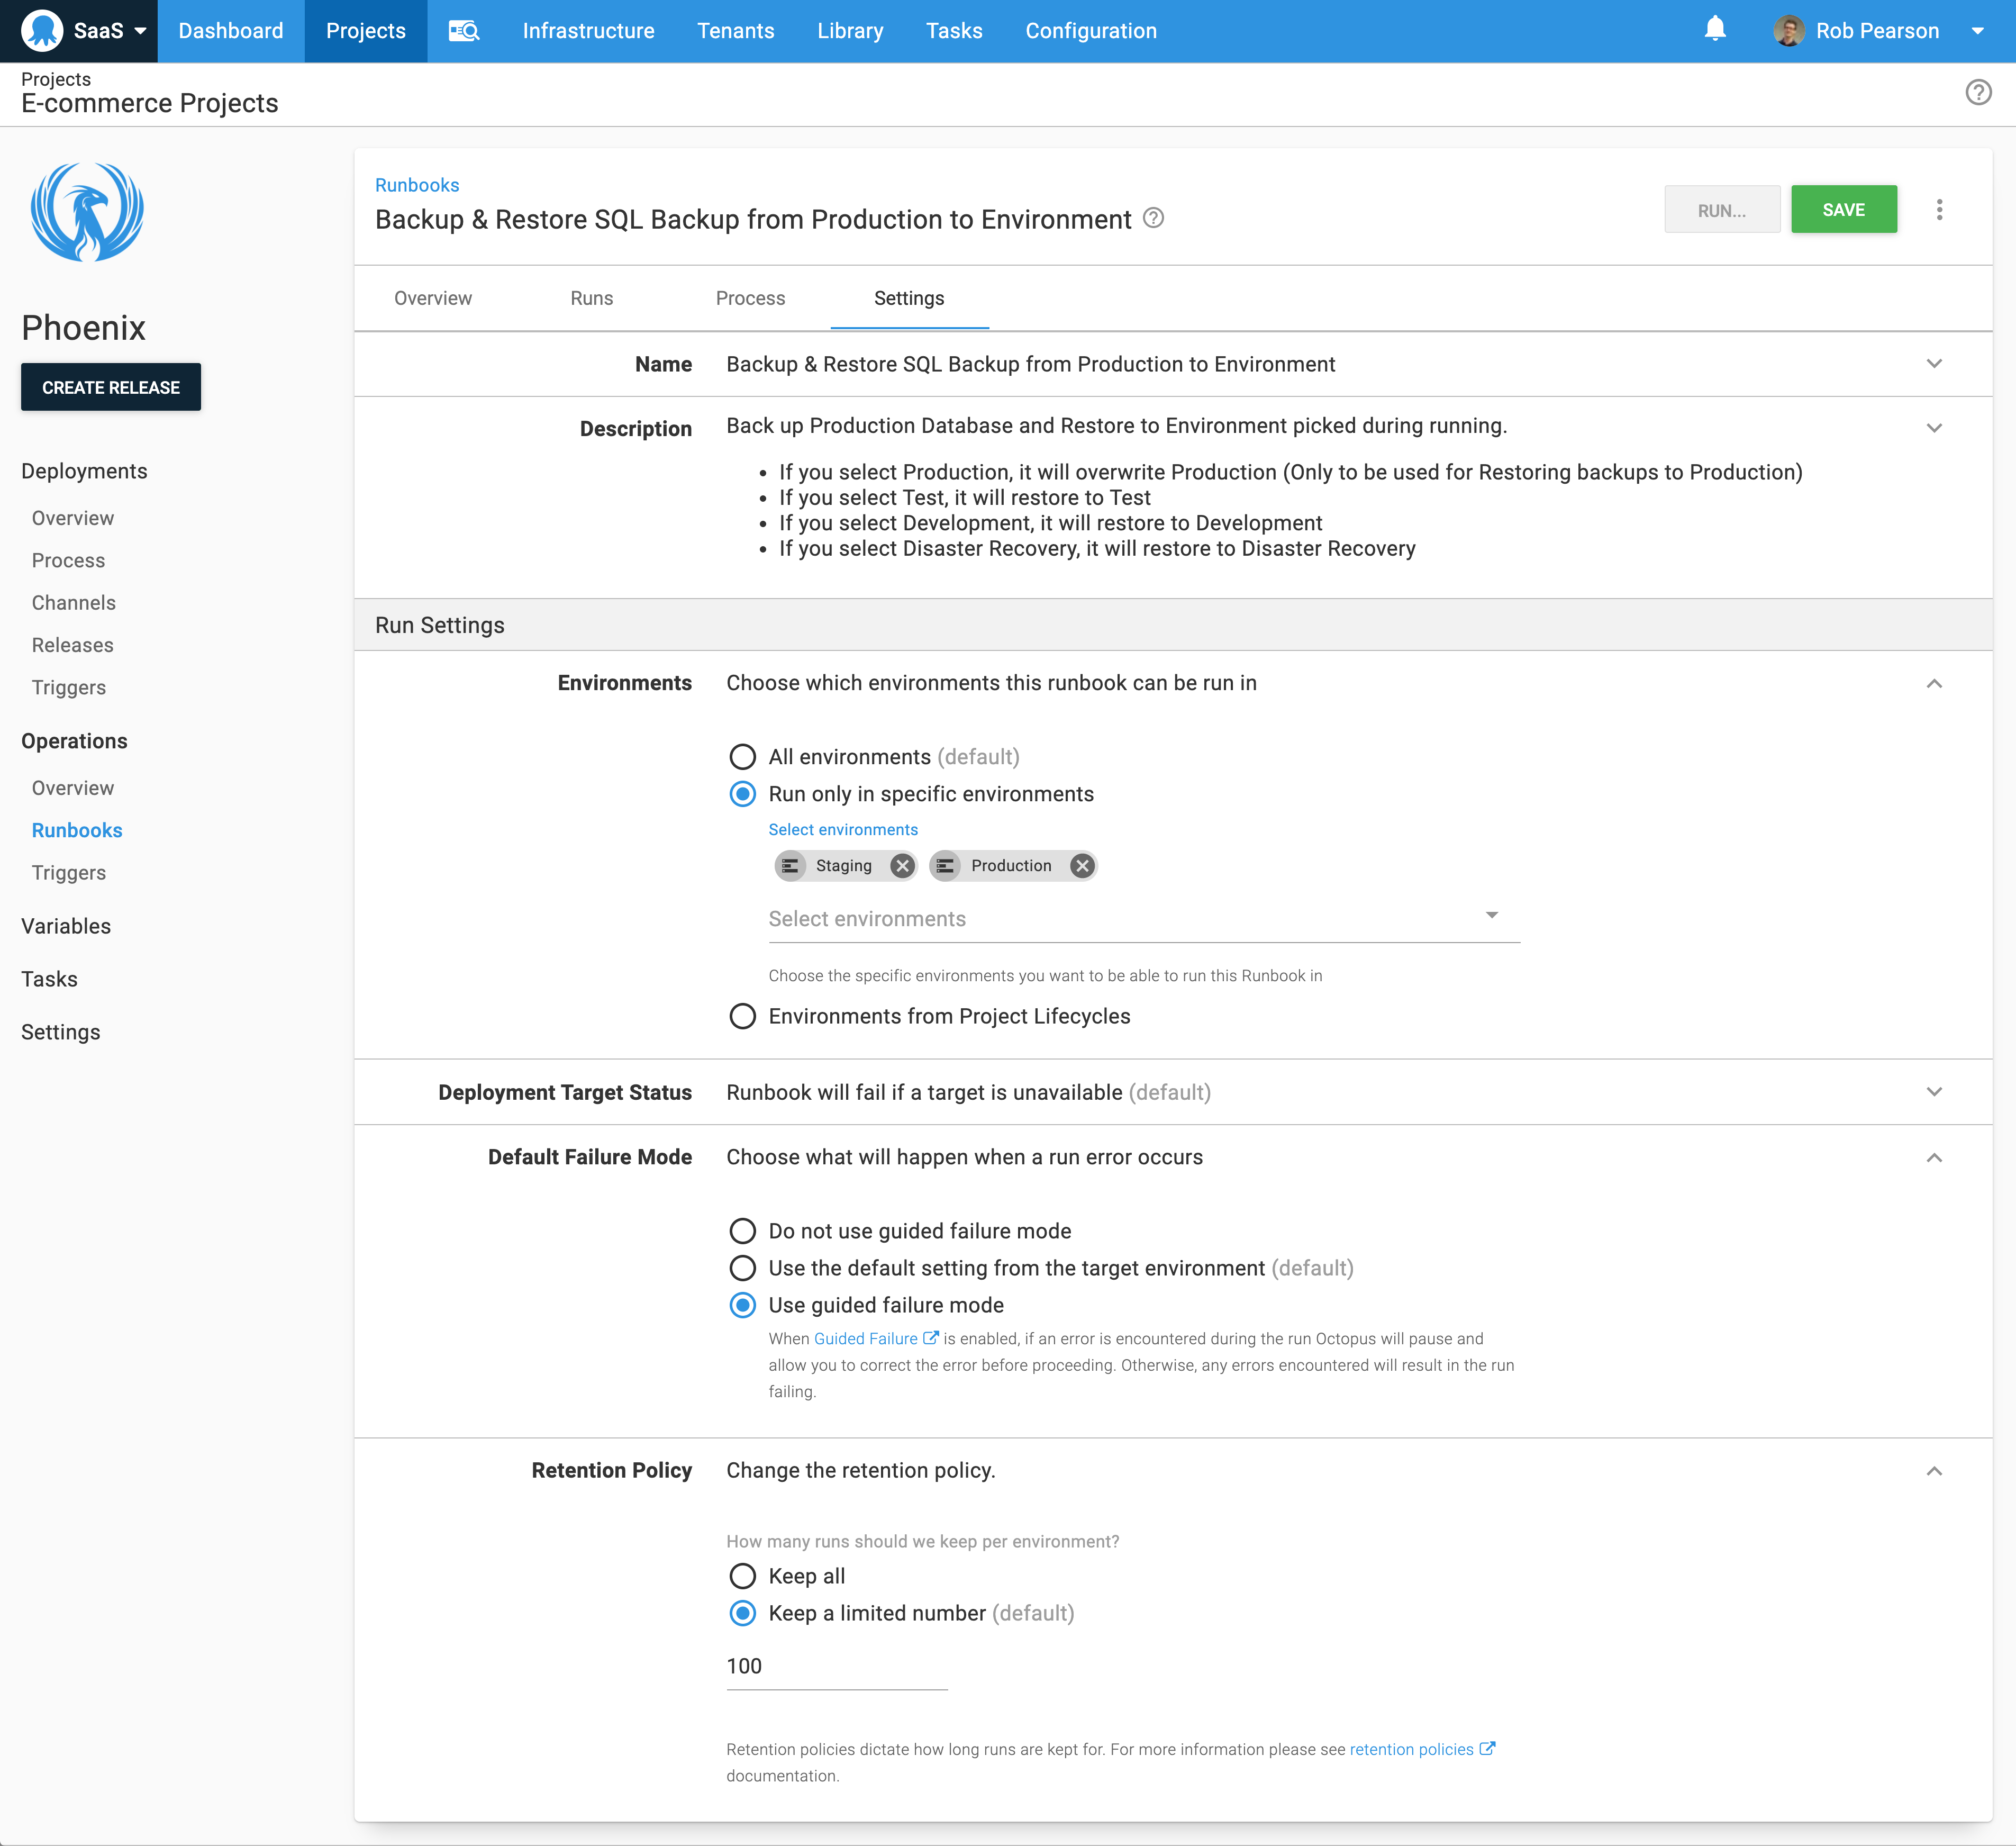 SaaS Dashboard Projects Infrastructure Tenants Library Tasks Configuration Rob Pearson
Projects
E-commerce Projects
Phoenix
CREATE RELEASE
Deployments
Overview
Process
Channels
Releases
Triggers
Operations
Overview
Runbooks
Triggers
Variables
Tasks
Settings
Runbooks
Backup & Restore SQL Backup from Production to Environment
RUN... SAVE
Overview Runs Process Settings
Name Backup & Restore SQL Backup from Production to Environment
Description Back up Production Database and Restore to Environment picked during running.
• If you select Production, it will overwrite Production (Only to be used for Restoring backups to Production)
• If you select Test, it will restore to Test
• If you select Development, it will restore to Development
• If you select Disaster Recovery, it will restore to Disaster Recovery
Run Settings
Environments Choose which environments this runbook can be run in
All environments (default)
Run only in specific environments
Select environments
Staging Production
Select environments
Choose the specific environments you want to be able to run this Runbook in
Environments from Project Lifecycles
Deployment Target Status Runbook will fail if a target is unavailable (default)
Default Failure Mode Choose what will happen when a run error occurs
Do not use guided failure mode
Use the default setting from the target environment (default)
Use guided failure mode
When Guided Failure is enabled, if an error is encountered during the run Octopus will pause and
allow you to correct the error before proceeding. Otherwise, any errors encountered will result in the run
failing.
Retention Policy Change the retention policy.
How many runs should we keep per environment?
Keep all
Keep a limited number (default)
100
Retention policies dictate how long runs are kept for. For more information please see retention policies
documentation.